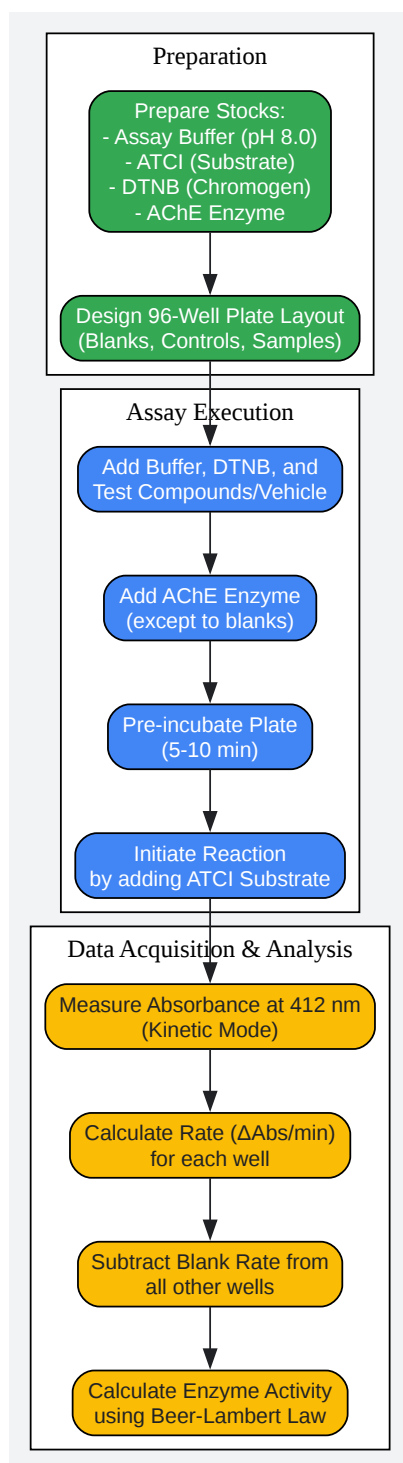 Preparation
Prepare Stocks:
- Assay Buffer (pH 8.0)
- ATCI (Substrate)
- DTNB (Chromogen)
- AChE Enzyme
Design 96-Well Plate Layout
(Blanks, Controls, Samples)
Assay Execution
Add Buffer, DTNB, and
Test Compounds/Vehicle
Add AChE Enzyme
(except to blanks)
Pre-incubate Plate
(5-10 min)
Initiate Reaction
by adding ATCI Substrate
Data Acquisition & Analysis
Measure Absorbance at 412 nm
(Kinetic Mode)
Calculate Rate (ΔAbs/min)
for each well
Subtract Blank Rate from
all other wells
Calculate Enzyme Activity
using Beer-Lambert Law